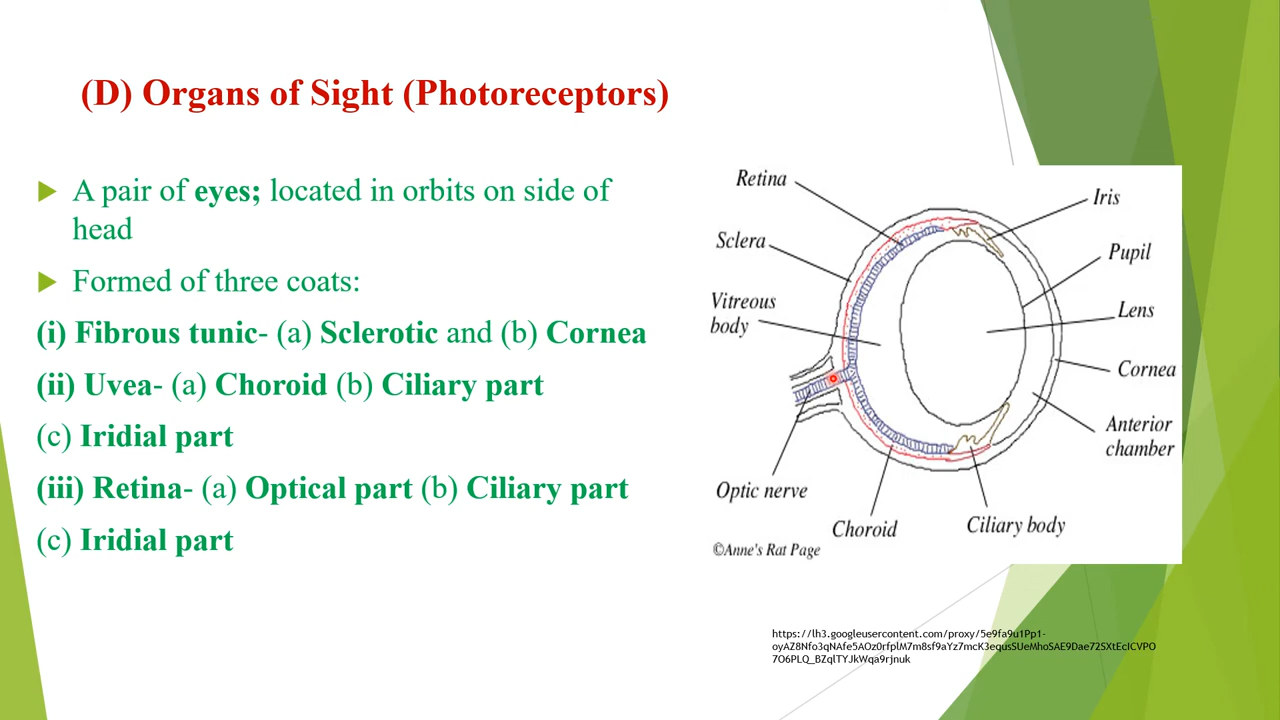 (D) Organs of Sight (Photoreceptors)
A pair of eyes; located in orbits on side of
head
Formed of three coats:
(i) Fibrous tunic- (a) Sclerotic and (b) Cornea
(ii) Uvea- (a) Choroid (b) Ciliary part
(c) Iridial part
(iii) Retina- (a) Optical part (b) Ciliary part
(c) Iridial part
Retina
Iris
Sclera
Pupil
Vitreous
body
Lens
Cornea
Anterior
chamber
Optic nerve
Choroid
Ciliary body
©Anne's Rat Page
https://lh3.googleusercontent.com/proxy/5e9fa9u1Pp1-
oyAZ8Nfo3qNAfe5AOz0rfplM7m8sf9aYz7mcK3equsSUeMhoSAE9Dae72SXtEcICVPO
7O6PLQ_BZqlTYJkWqa9rjnuk